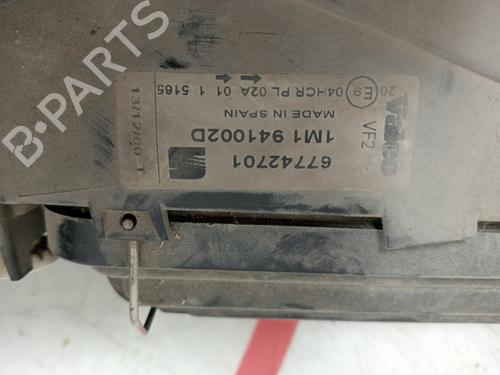 67742701
1M1 941002D
MADE IN SPAIN
04 HCR PL 02A 01 1 5165
20 E9
13/12/00 T
Valeo
VF2
B-PARTS